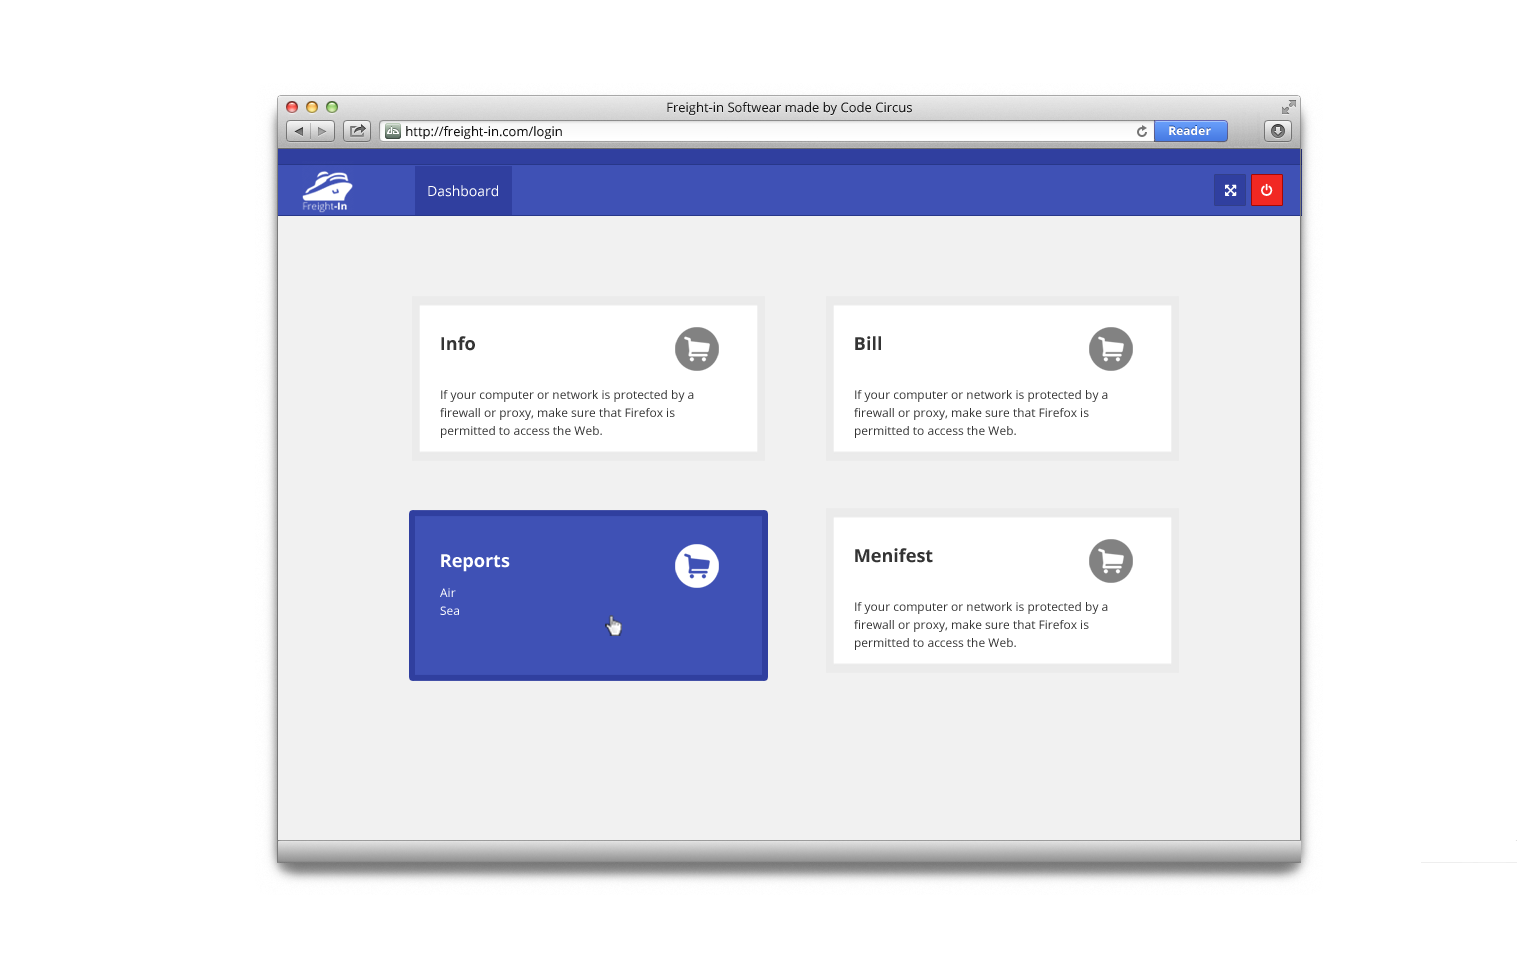 Freight-in Softwear made by Code Circus
http://freight-in.com/login
Reader
Freight-In
Dashboard
Info
If your computer or network is protected by a
firewall or proxy, make sure that Firefox is
permitted to access the Web.
Bill
If your computer or network is protected by a
firewall or proxy, make sure that Firefox is
permitted to access the Web.
Reports
Air
Sea
Menifest
If your computer or network is protected by a
firewall or proxy, make sure that Firefox is
permitted to access the Web.